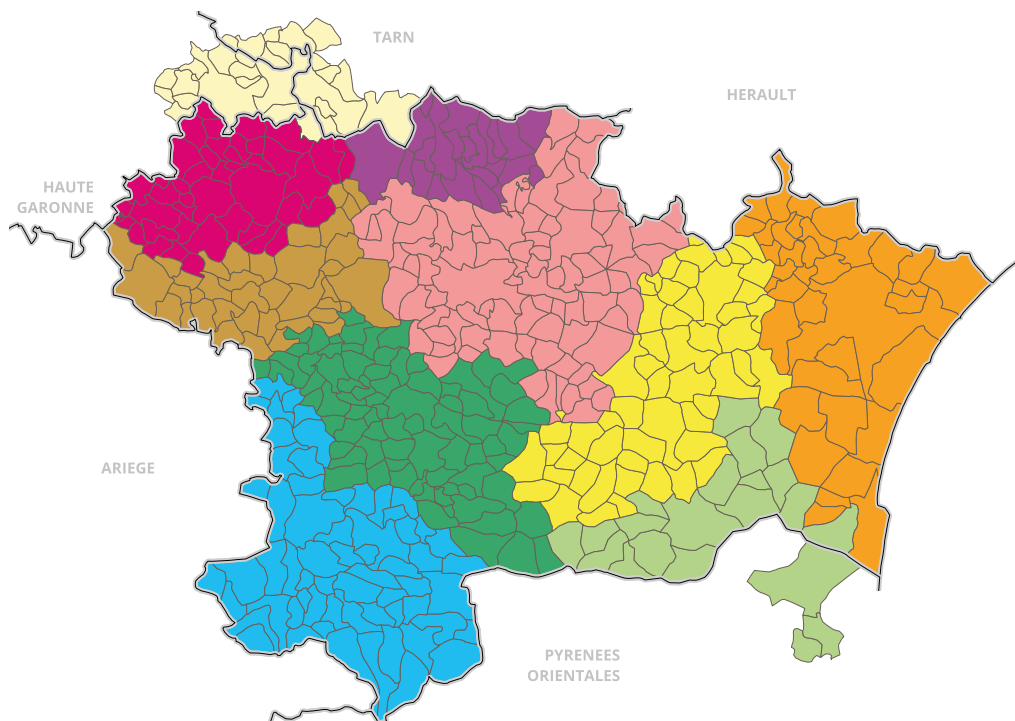 TARN
HERAULT
HAUTE
GARONNE
ARIEGE
PYRENEES
ORIENTALES